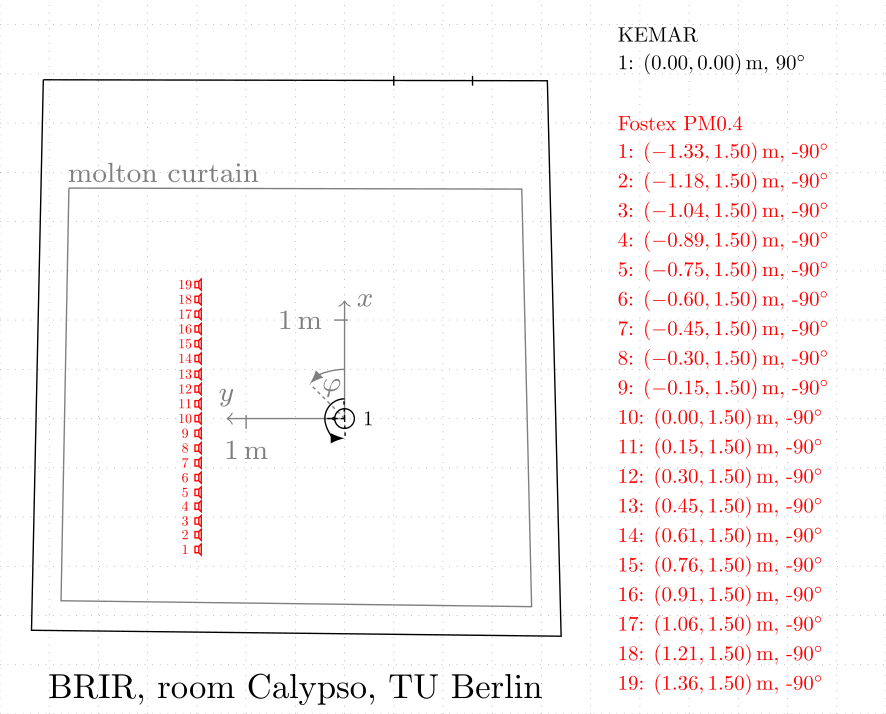 KEMAR
1: (0.00, 0.00) m, 90°
Fostex PM0.4
1: (−1.33, 1.50) m, -90°
2: (−1.18, 1.50) m, -90°
3: (−1.04, 1.50) m, -90°
4: (−0.89, 1.50) m, -90°
5: (−0.75, 1.50) m, -90°
6: (−0.60, 1.50) m, -90°
7: (−0.45, 1.50) m, -90°
8: (−0.30, 1.50) m, -90°
9: (−0.15, 1.50) m, -90°
10: (0.00, 1.50) m, -90°
11: (0.15, 1.50) m, -90°
12: (0.30, 1.50) m, -90°
13: (0.45, 1.50) m, -90°
14: (0.61, 1.50) m, -90°
15: (0.76, 1.50) m, -90°
16: (0.91, 1.50) m, -90°
17: (1.06, 1.50) m, -90°
18: (1.21, 1.50) m, -90°
19: (1.36, 1.50) m, -90°
molton curtain
19
18
17
16
15
14
13
12
11
10
9
8
7
6
5
4
3
2
1
x
1 m
φ
y
1
1 m
BRIR, room Calypso, TU Berlin